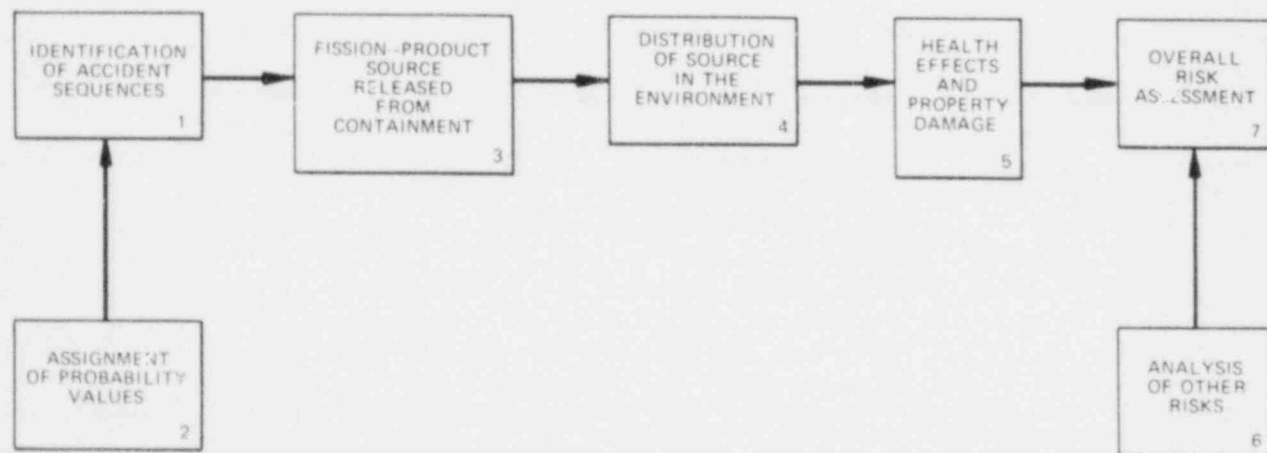 IDENTIFICATION
OF ACCIDENT
SEQUENCES
1
FISSION-PRODUCT
SOURCE
RELEASED
FROM
CONTAINMENT
3
DISTRIBUTION
OF SOURCE
IN THE
ENVIRONMENT
4
HEALTH
EFFECTS
AND
PROPERTY
DAMAGE
5
OVERALL
RISK
ASSESSMENT
7
ASSIGNMENT
OF PROBABILITY
VALUES
2
ANALYSIS
OF OTHER
RISKS
6